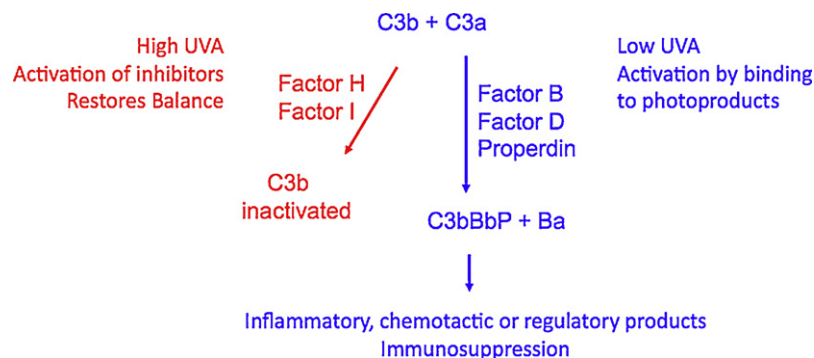 C3b + C3a
High UVA
Activation of inhibitors
Restores Balance
Low UVA
Activation by binding
to photoproducts
Factor H
Factor I
Factor B
Factor D
Properdin
C3b
inactivated
C3bBbP + Ba
Inflammatory, chemotactic or regulatory products
Immunosuppression